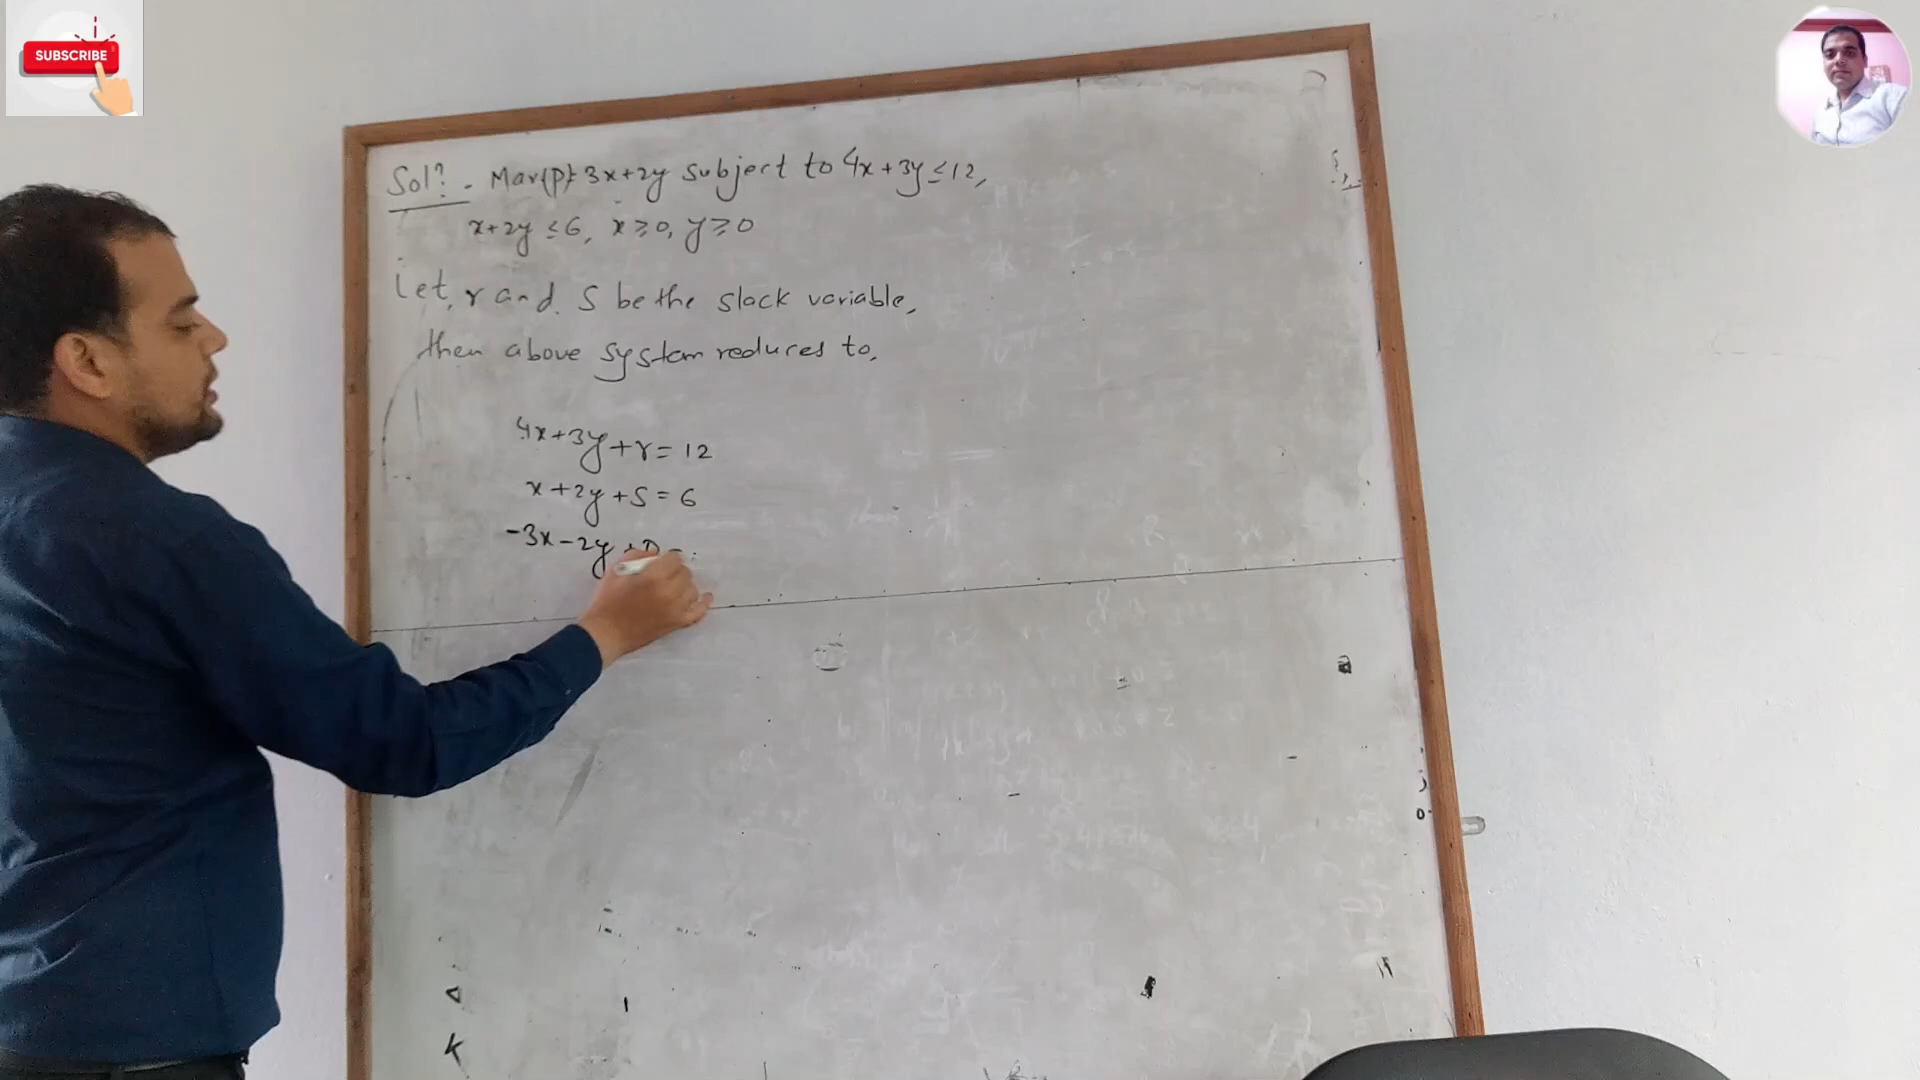 SUBSCRIBE
Solⁿ. - Max(P) = 3x+2y subject to 4x+3y ≤ 12,
x+2y ≤ 6, x ≥ 0, y ≥ 0
Let, r and S be the slack variable,
then above system reduces to,
4x+3y+r = 12
x+2y+S = 6
-3x-2y+P =